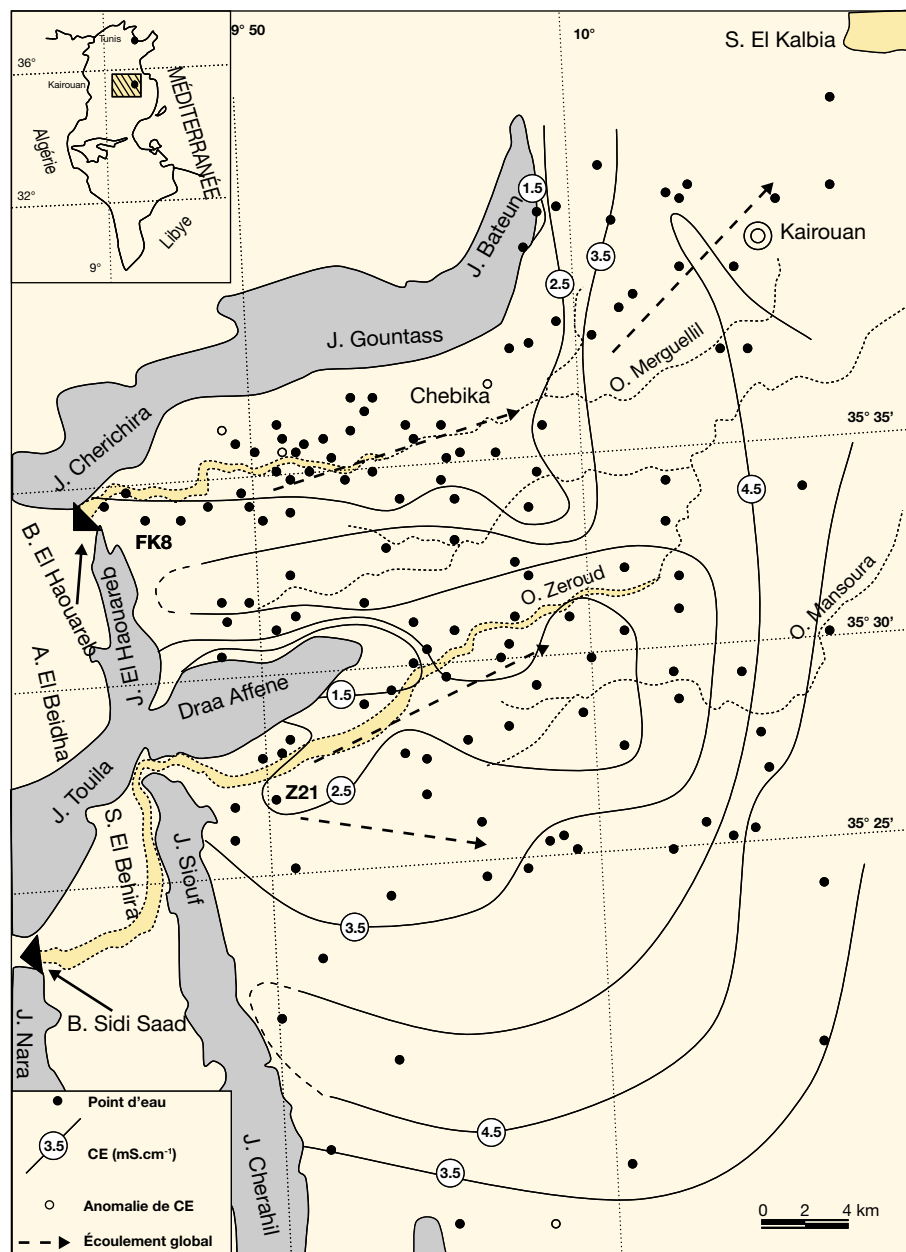 Tunis
36°
Kairouan
MÉDITERRANÉE
Algérie
32°
Libye
9°
9° 50
10°
S. El Kalbia
1.5
J. Bateun
Kairouan
3.5
2.5
J. Gountass
O. Merguellil
Chebika
35° 35'
J. Cherichira
4.5
FK8
B. El Haouareb
J. El Haouareb
O. Zeroud
O. Mansoura
35° 30'
A. El Beidha
Draa Affene
1.5
J. Touila
Z21
2.5
S. El Behira
35° 25'
J. Siouf
3.5
B. Sidi Saad
J. Nara
4.5
3.5
J. Cherahil
Point d'eau
3.5
CE (mS.cm⁻¹)
Anomalie de CE
Écoulement global
0 2 4 km